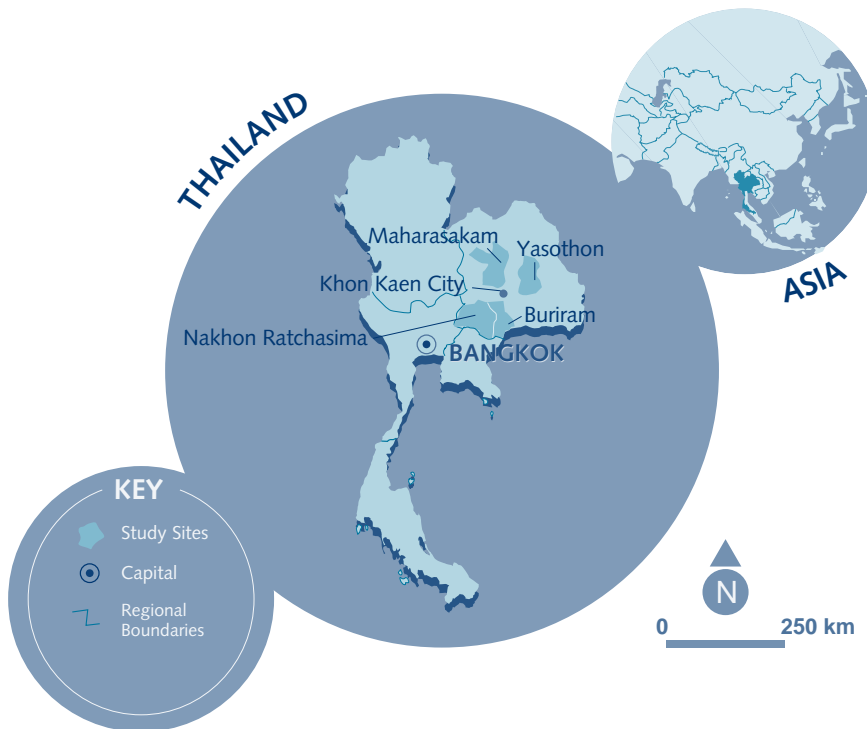 THAILAND
ASIA
Maharasakam
Yasothon
Khon Kaen City
Buriram
Nakhon Ratchasima
BANGKOK
KEY
Study Sites
Capital
Regional
Boundaries
N
0 250 km